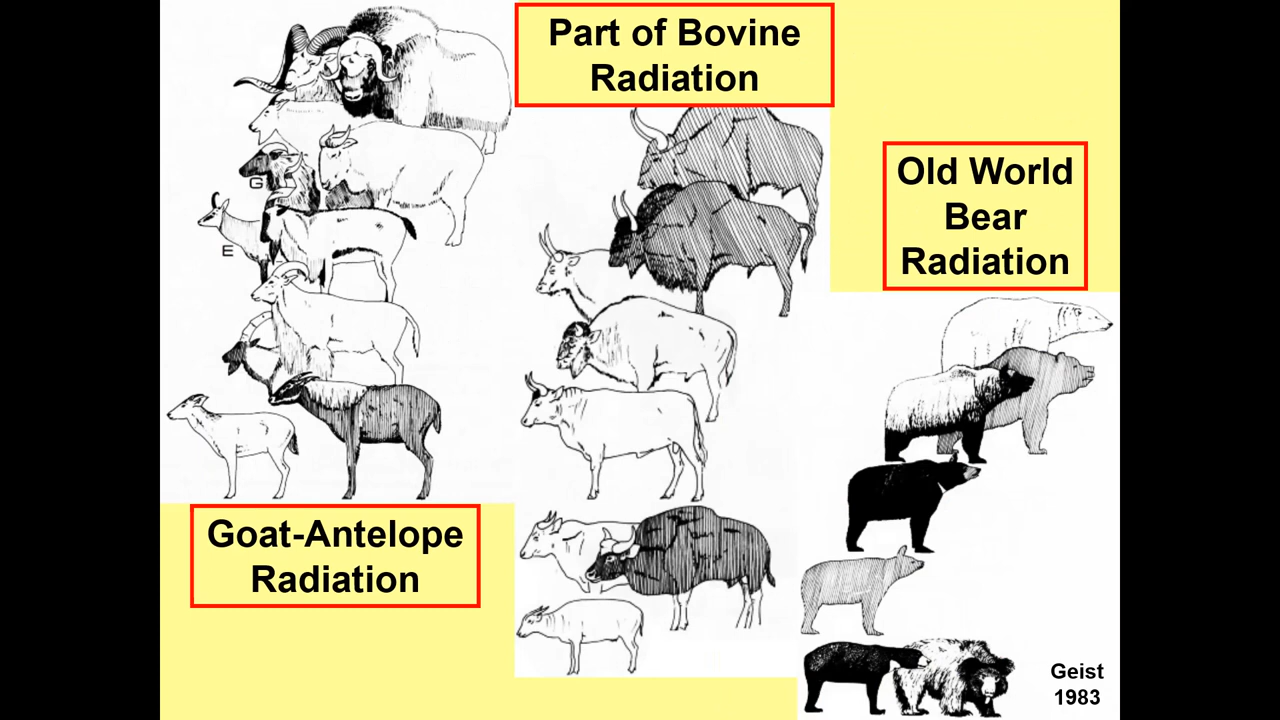 Part of Bovine
Radiation
Old World
Bear
Radiation
G
E
Goat-Antelope
Radiation
Geist
1983